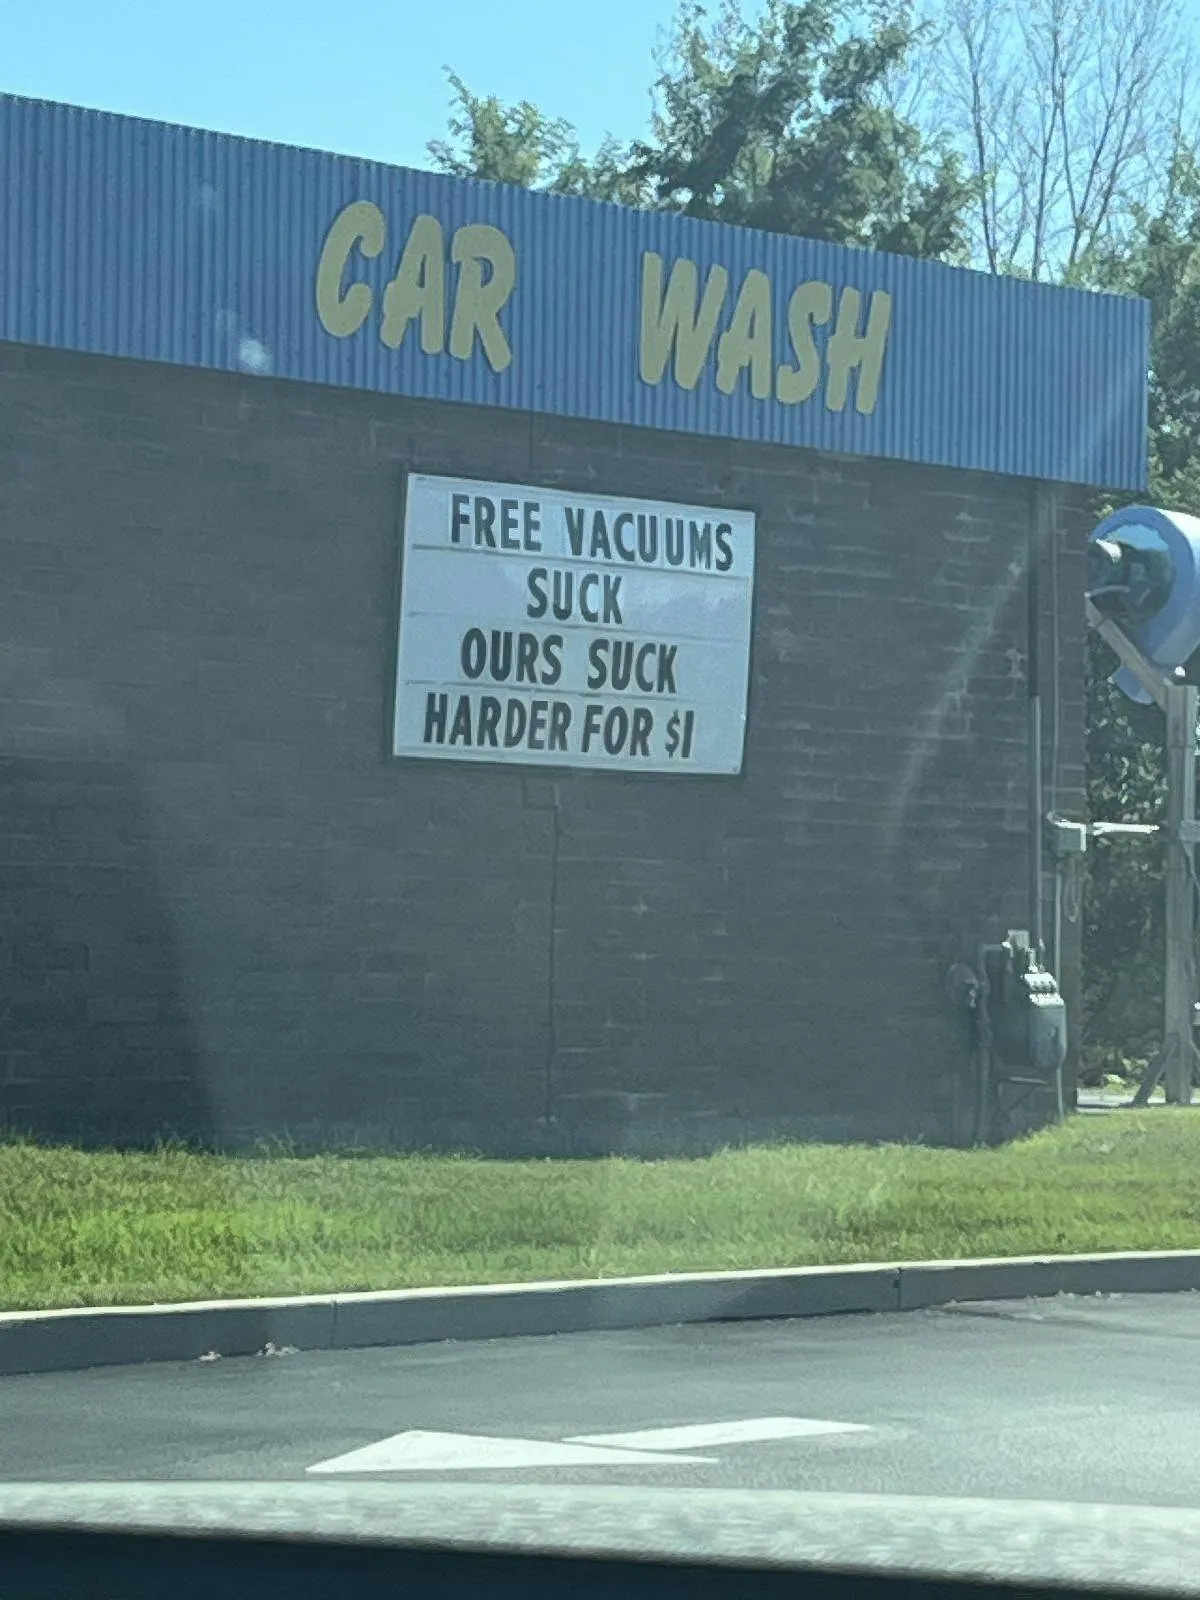 CAR WASH
FREE VACUUMS
SUCK
OURS SUCK
HARDER FOR $1